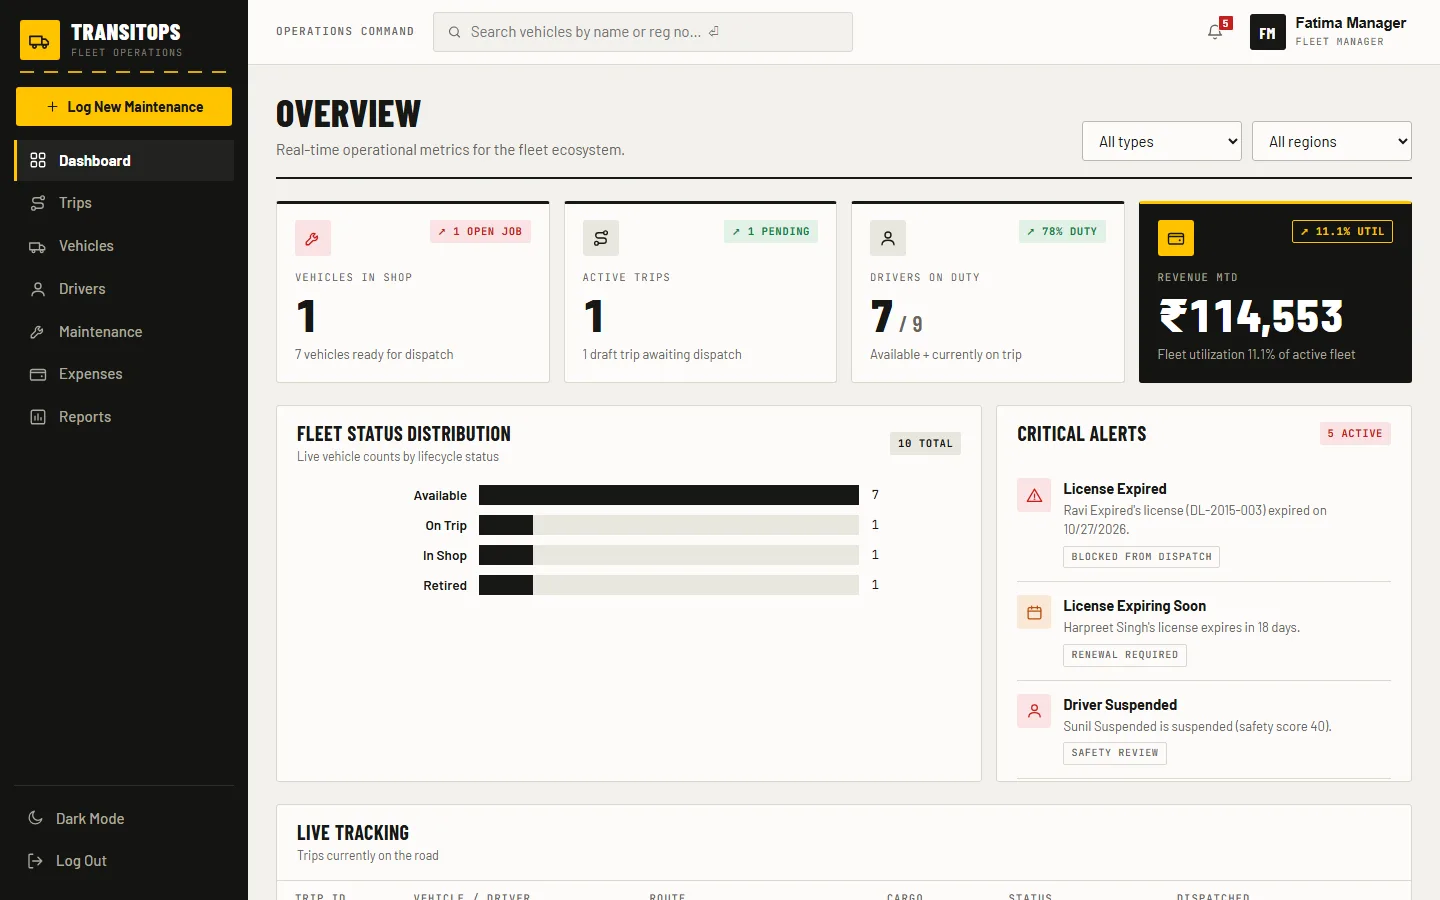 TRANSITOPS
FLEET OPERATIONS
Log New Maintenance
Dashboard
Trips
Vehicles
Drivers
Maintenance
Expenses
Reports
Dark Mode
Log Out
OPERATIONS COMMAND
Search vehicles by name or reg no... ⏎
5
FM
Fatima Manager
FLEET MANAGER
OVERVIEW
Real-time operational metrics for the fleet ecosystem.
All types
All regions
↗ 1 OPEN JOB
VEHICLES IN SHOP
1
7 vehicles ready for dispatch
↗ 1 PENDING
ACTIVE TRIPS
1
1 draft trip awaiting dispatch
↗ 78% DUTY
DRIVERS ON DUTY
7 / 9
Available + currently on trip
↗ 11.1% UTIL
REVENUE MTD
₹114,553
Fleet utilization 11.1% of active fleet
FLEET STATUS DISTRIBUTION
Live vehicle counts by lifecycle status
10 TOTAL
Available 7
On Trip 1
In Shop 1
Retired 1
CRITICAL ALERTS
5 ACTIVE
License Expired
Ravi Expired's license (DL-2015-003) expired on
10/27/2026.
BLOCKED FROM DISPATCH
License Expiring Soon
Harpreet Singh's license expires in 18 days.
RENEWAL REQUIRED
Driver Suspended
Sunil Suspended is suspended (safety score 40).
SAFETY REVIEW
LIVE TRACKING
Trips currently on the road
TRIP ID VEHICLE / DRIVER ROUTE CARGO STATUS DISPATCHED